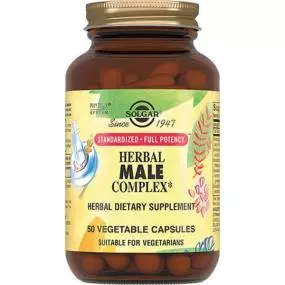 SOLGAR
Since 1947
STANDARDIZED • FULL POTENCY
HERBAL
MALE
COMPLEX*
HERBAL DIETARY SUPPLEMENT
50 VEGETABLE CAPSULES
SUITABLE FOR VEGETARIANS